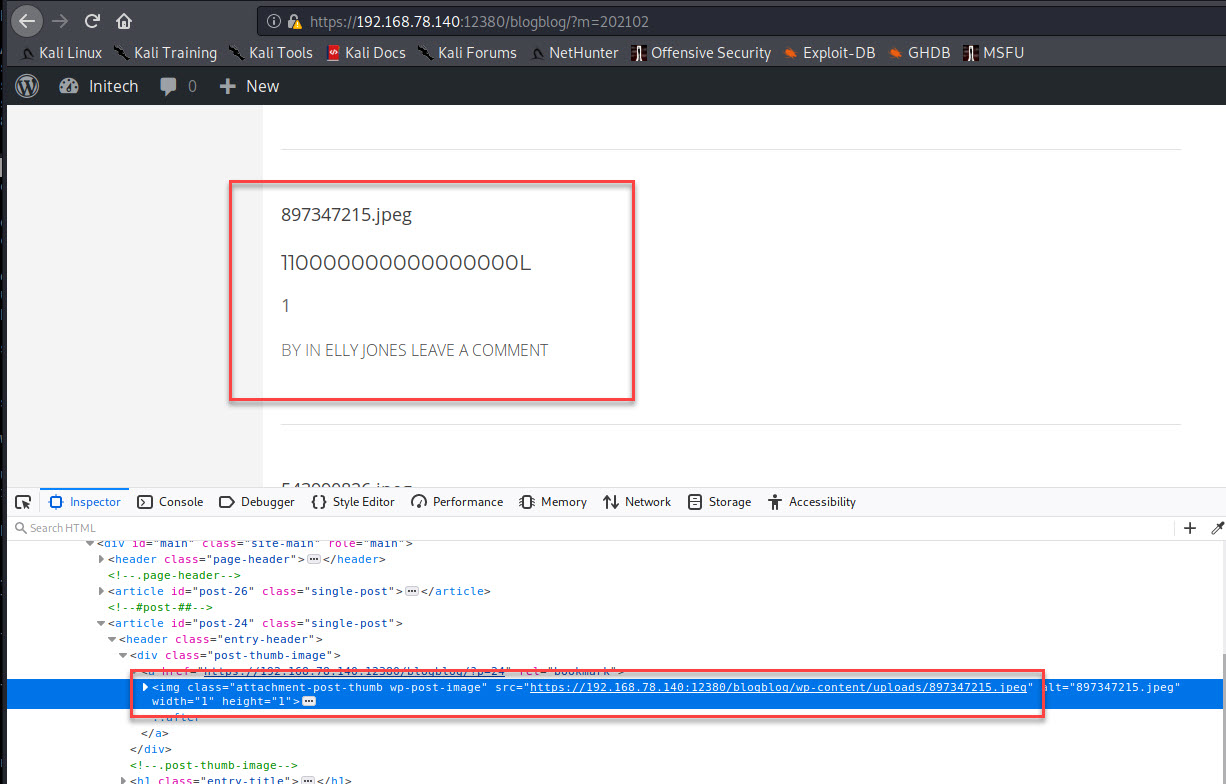 https://192.168.78.140:12380/blogblog/?m=202102
Kali Linux Kali Training Kali Tools Kali Docs Kali Forums NetHunter Offensive Security Exploit-DB GHDB MSFU
Initech 0 New
897347215.jpeg
110000000000000000L
1
BY IN ELLY JONES LEAVE A COMMENT
Inspector Console Debugger Style Editor Performance Memory Network Storage Accessibility
Search HTML
<div id="main" class="site-main" role="main">
<header class="page-header"></header>
<!--.page-header-->
<article id="post-26" class="single-post"></article>
<!--#post-##-->
<article id="post-24" class="single-post">
<header class="entry-header">
<div class="post-thumb-image">
<a href="https://192.168.78.140:12380/blogblog/?p=24" rel="bookmark">
<img class="attachment-post-thumb wp-post-image" src="https://192.168.78.140:12380/blogblog/wp-content/uploads/897347215.jpeg" alt="897347215.jpeg"
width="1" height="1">
::after
</a>
</div>
<!--.post-thumb-image-->
<h1 class="entry-title"></h1>